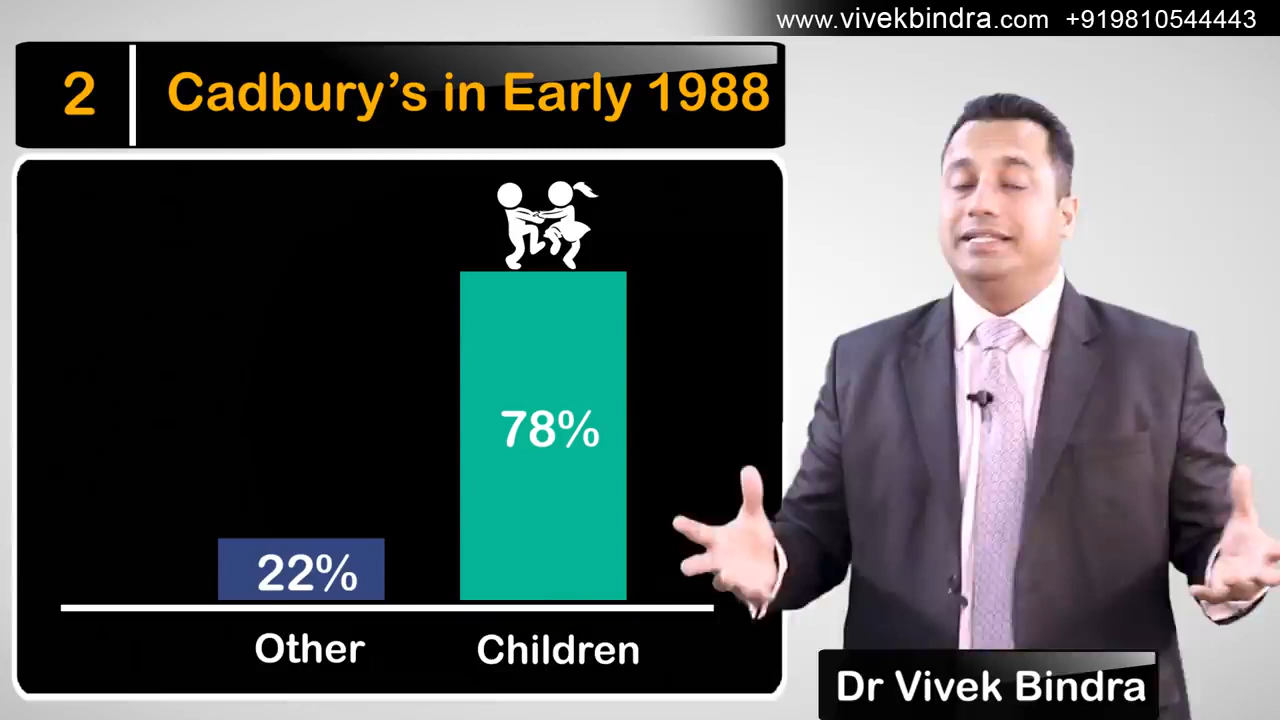 www.vivekbindra.com +919810544443
2 Cadbury's in Early 1988
78%
22%
Other Children
Dr Vivek Bindra